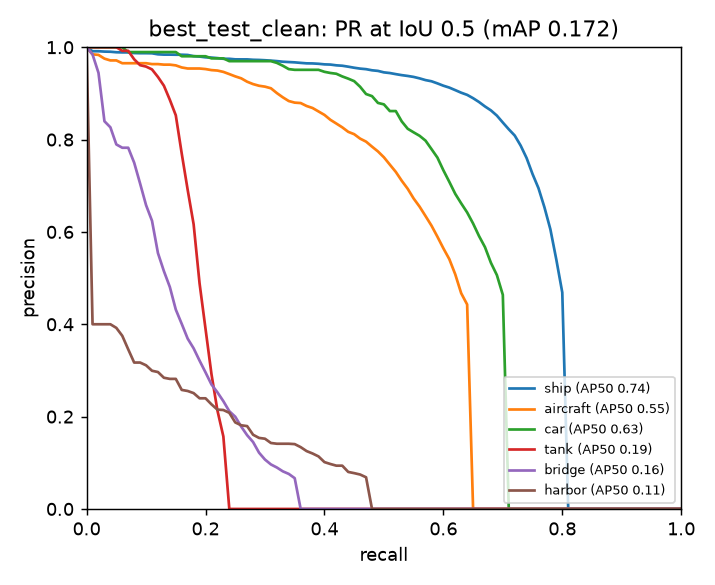 best_test_clean: PR at IoU 0.5 (mAP 0.172)
1.0
0.8
0.6
0.4
0.2
0.0
precision
ship (AP50 0.74)
aircraft (AP50 0.55)
car (AP50 0.63)
tank (AP50 0.19)
bridge (AP50 0.16)
harbor (AP50 0.11)
0.0 0.2 0.4 0.6 0.8 1.0
recall